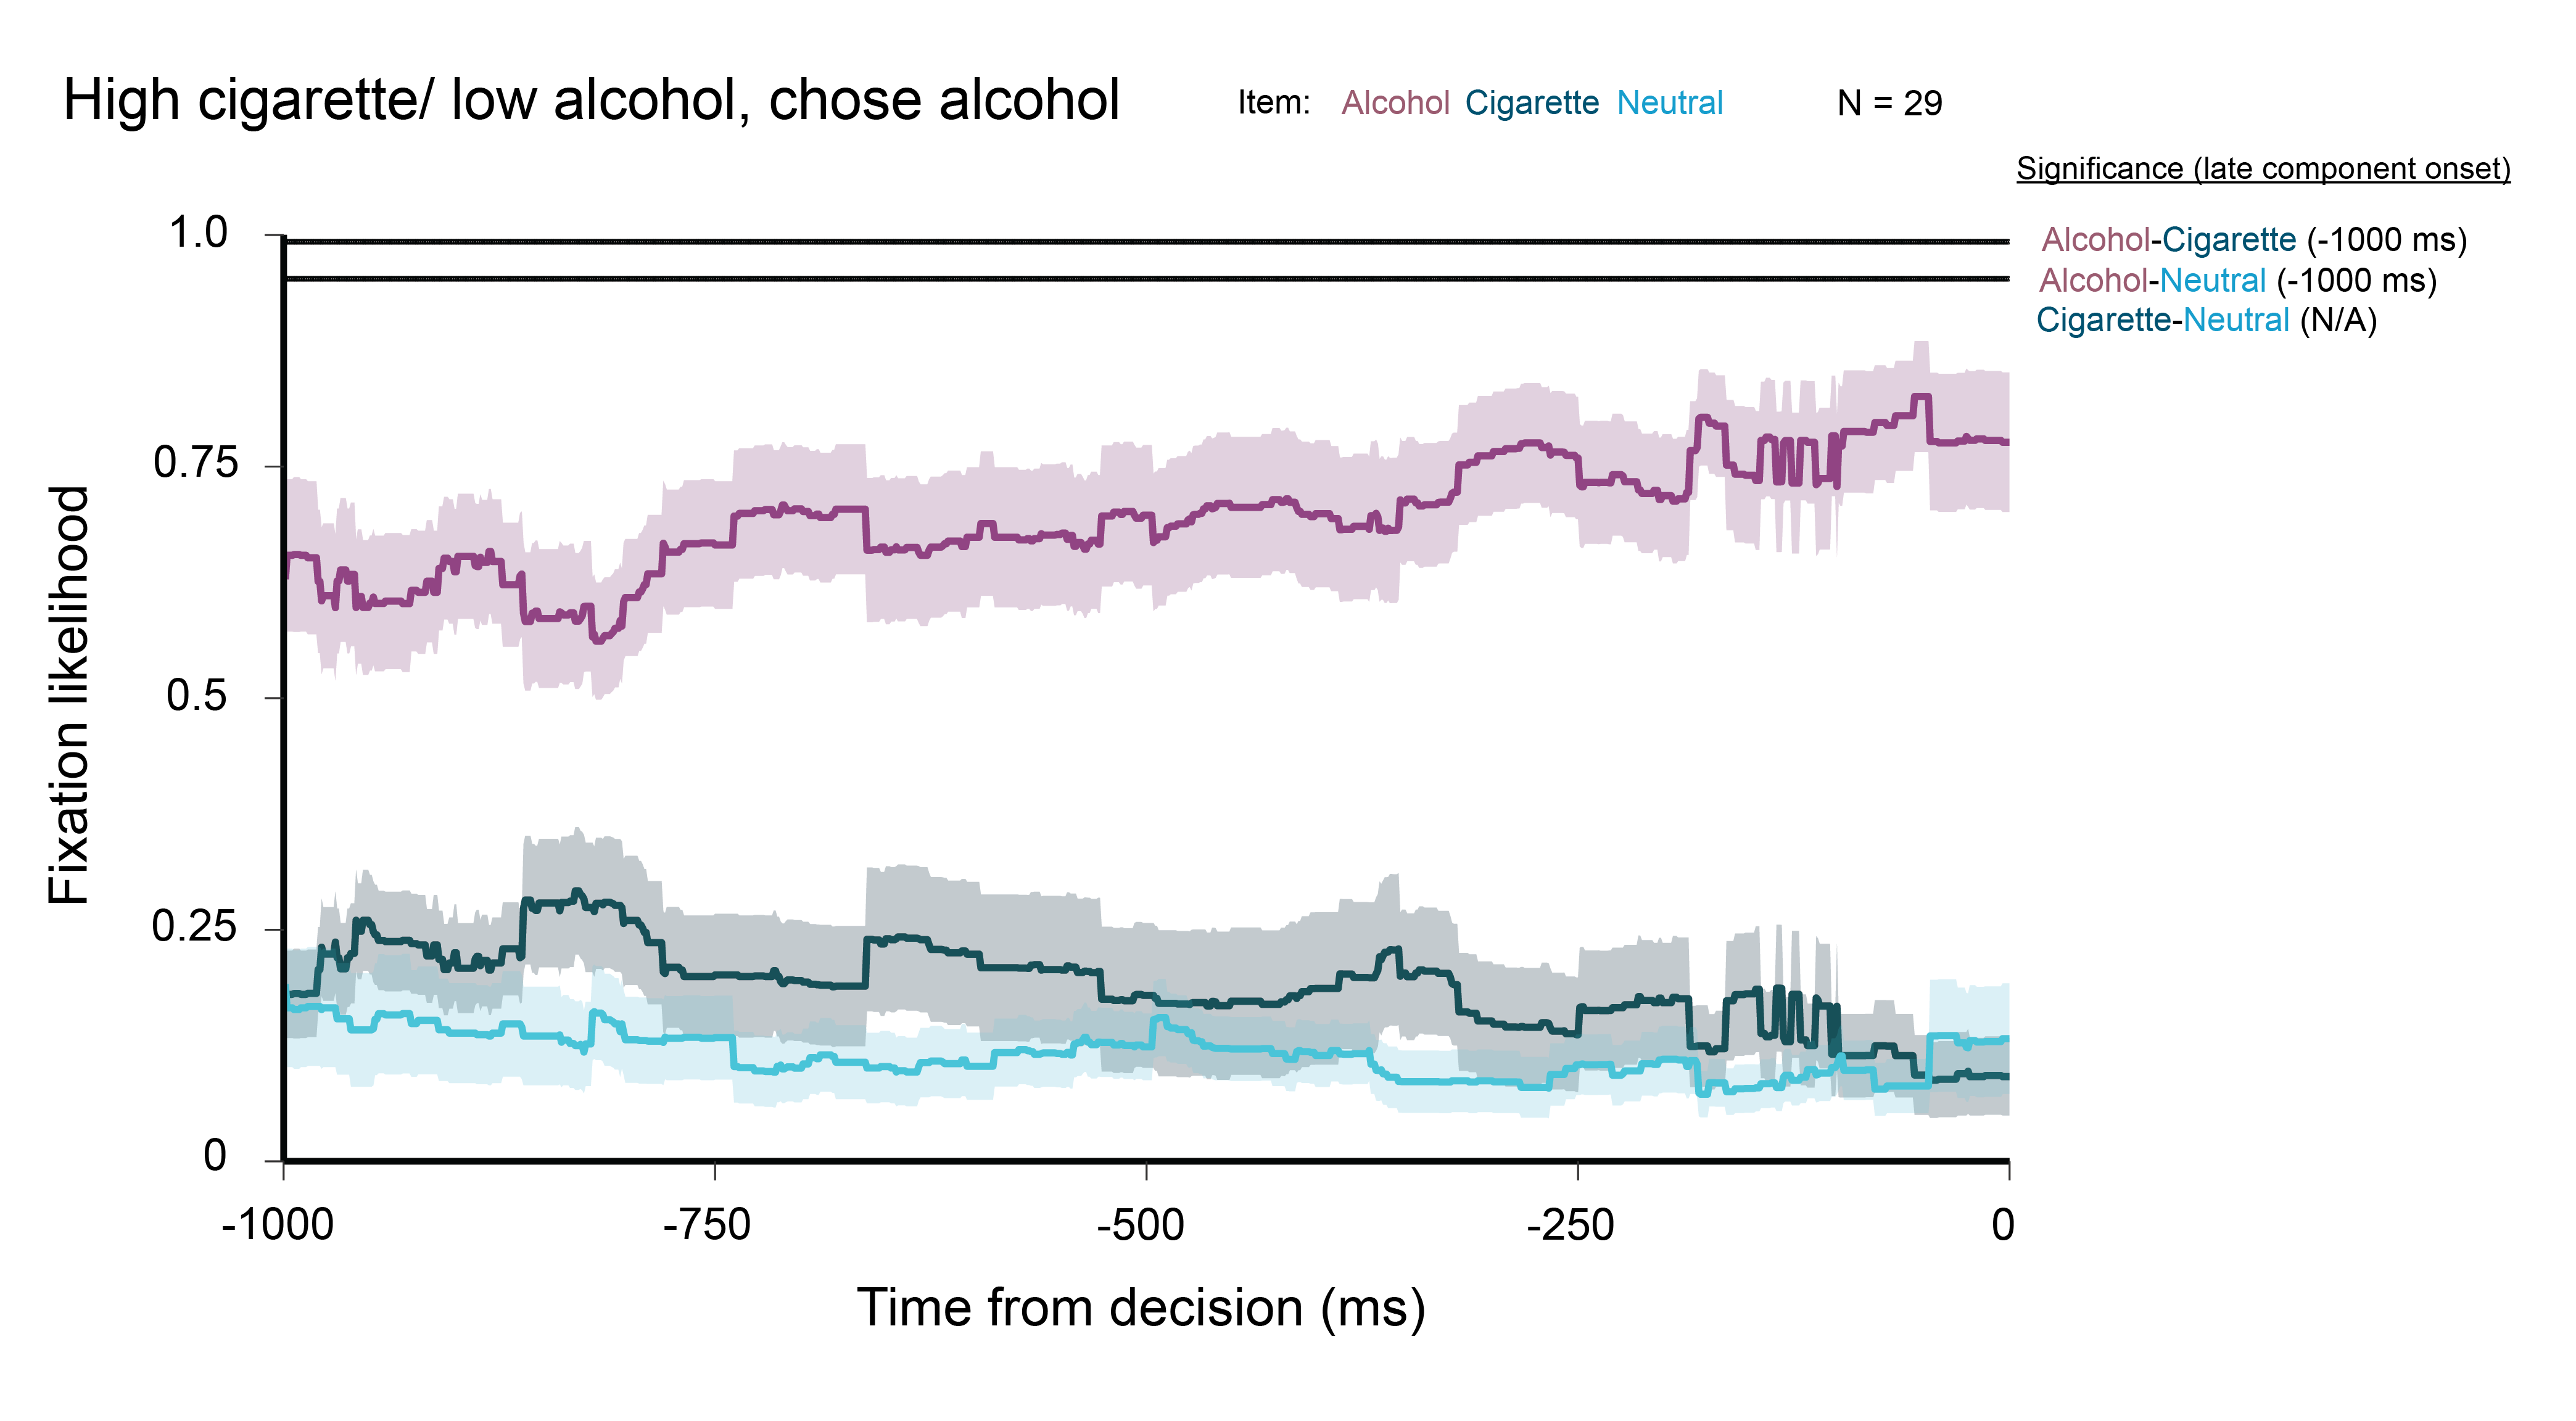 High cigarette/ low alcohol, chose alcohol
Item: Alcohol Cigarette Neutral
N = 29
Significance (late component onset)
Alcohol-Cigarette (-1000 ms)
Alcohol-Neutral (-1000 ms)
Cigarette-Neutral (N/A)
Fixation likelihood
1.0
0.75
0.5
0.25
0
-1000 -750 -500 -250 0
Time from decision (ms)